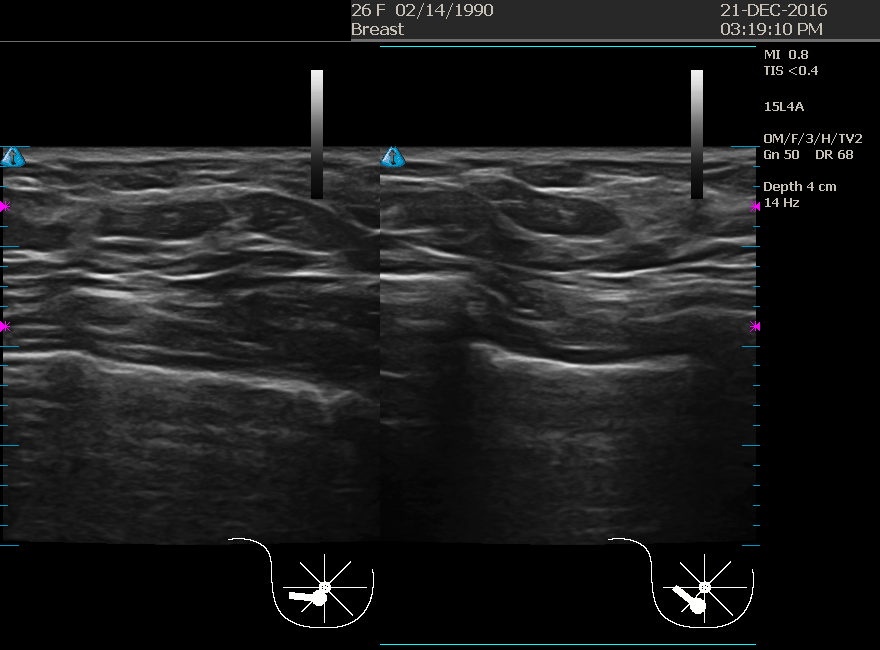 26 F 02/14/1990
21-DEC-2016
Breast
03:19:10 PM
MI 0.8
TIS <0.4
15L4A
OM/F/3/H/TV2
Gn 50 DR 68
Depth 4 cm
14 Hz